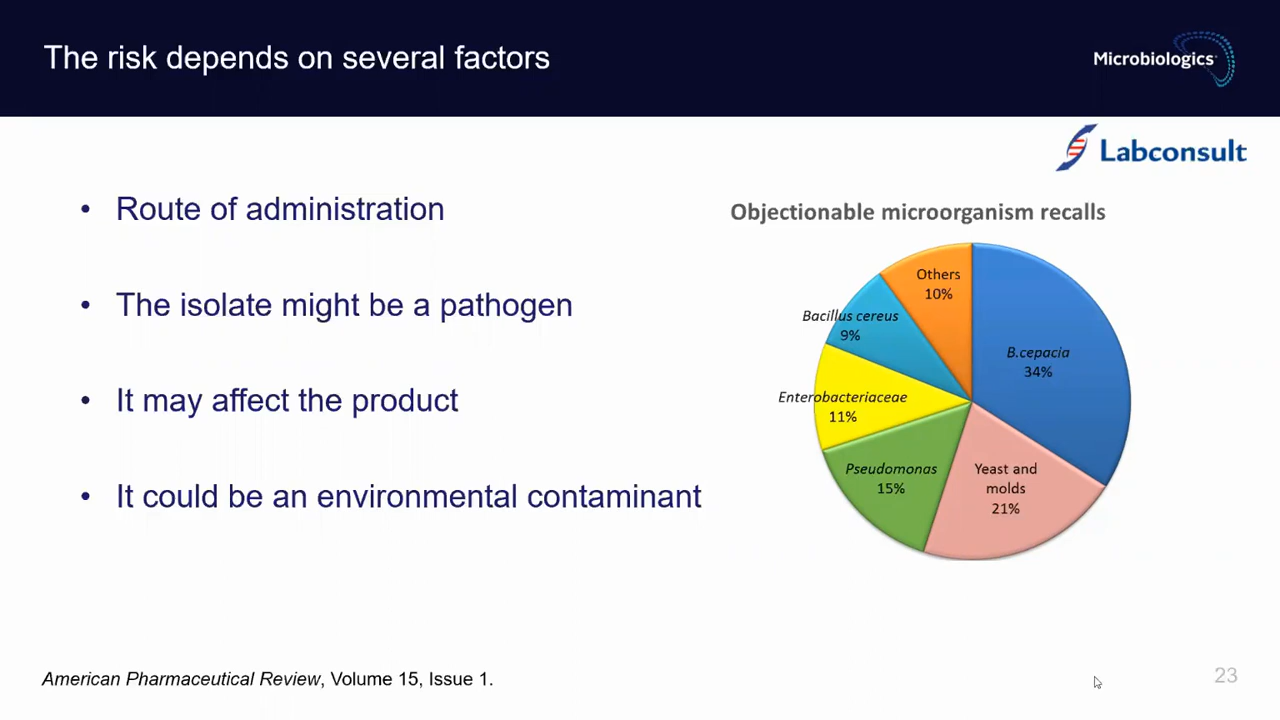 The risk depends on several factors
Microbiologics
Labconsult
• Route of administration
• The isolate might be a pathogen
• It may affect the product
• It could be an environmental contaminant
Objectionable microorganism recalls
Others
10%
Bacillus cereus
9%
B.cepacia
34%
Enterobacteriaceae
11%
Pseudomonas
15%
Yeast and
molds
21%
American Pharmaceutical Review, Volume 15, Issue 1.
23